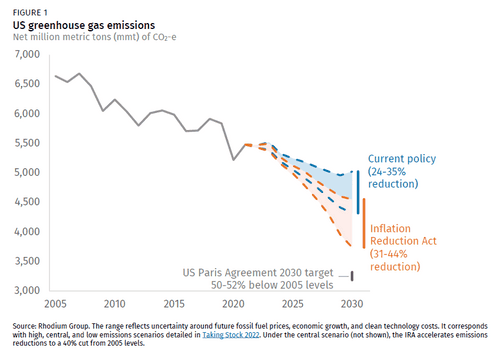 FIGURE 1
US greenhouse gas emissions
Net million metric tons (mmt) of CO₂-e
7,000
6,500
6,000
5,500
5,000
4,500
4,000
3,500
3,000
2005
2010
2015
2020
2025
2030
Current policy
(24-35%
reduction)
Inflation
Reduction Act
(31-44%
reduction)
US Paris Agreement 2030 target
50-52% below 2005 levels
Source: Rhodium Group. The range reflects uncertainty around future fossil fuel prices, economic growth, and clean technology costs. It corresponds
with high, central, and low emissions scenarios detailed in Taking Stock 2022. Under the central scenario (not shown), the IRA accelerates emissions
reductions to a 40% cut from 2005 levels.